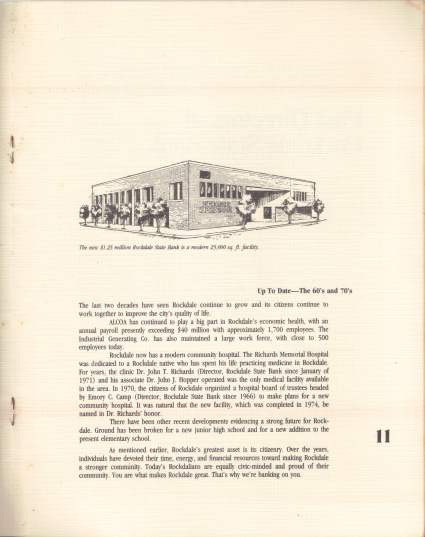 The new $1.25 million Rockdale State Bank is a modern 25,000 sq. ft. facility.
Up To Date—The 60's and 70's
The last two decades have seen Rockdale continue to grow and its citizens continue to
work together to improve the city's quality of life.
ALCOA has continued to play a big part in Rockdale's economic health, with an
annual payroll presently exceeding $40 million with approximately 1,700 employees. The
Industrial Generating Co. has also maintained a large work force, with close to 500
employees today.
Rockdale now has a modern community hospital. The Richards Memorial Hospital
was dedicated to a Rockdale native who has spent his life practicing medicine in Rockdale.
For years, the clinic Dr. John T. Richards (Director, Rockdale State Bank since January of
1971) and his associate Dr. John J. Hopper operated was the only medical facility available
in the area. In 1970, the citizens of Rockdale organized a hospital board of trustees headed
by Emory C. Camp (Director, Rockdale State Bank since 1966) to make plans for a new
community hospital. It was natural that the new facility, which was completed in 1974, be
named in Dr. Richards' honor.
There have been other recent developments evidencing a strong future for Rock-
dale. Ground has been broken for a new junior high school and for a new addition to the
present elementary school.
11
As mentioned earlier, Rockdale's greatest asset is its citizenry. Over the years,
individuals have devoted their time, energy, and financial resources toward making Rockdale
a stronger community. Today's Rockdalians are equally civic-minded and proud of their
community. You are what makes Rockdale great. That's why we're banking on you.